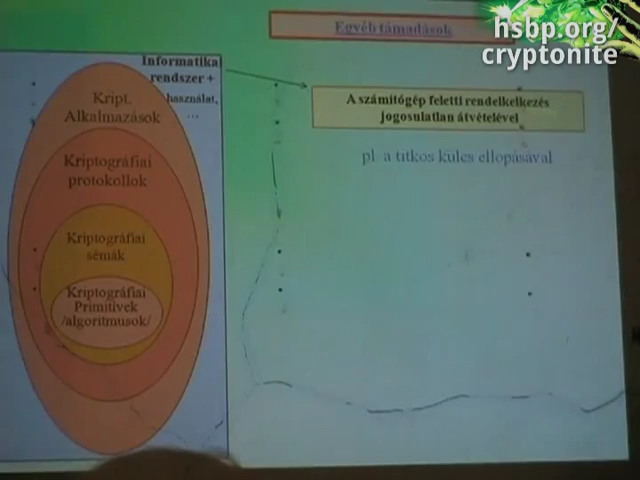 hsbp.org/
cryptonite
Egyéb támadások
Informatika
rendszer +
használat,
...
Kript.
Alkalmazások
Kriptográfiai
protokollok
Kriptográfiai
sémák
Kriptográfiai
Primitívek
/algoritmusok/
A számítógép feletti rendelkelkezés
jogosulatlan átvételével
pl. a titkos kulcs ellopásával